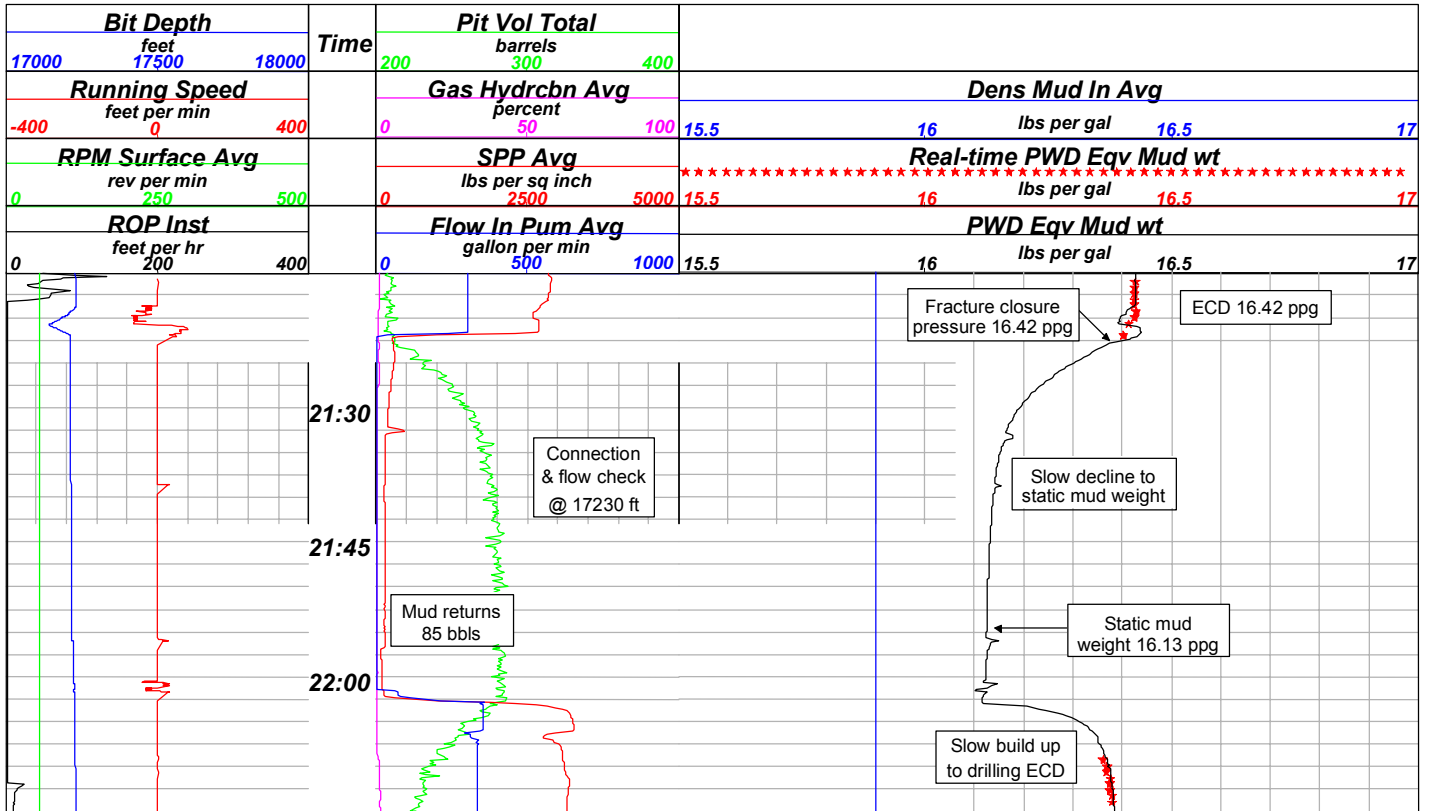 Bit Depth
feet
17000 17500 18000
Running Speed
feet per min
-400 0 400
RPM Surface Avg
rev per min
0 250 500
ROP Inst
feet per hr
0 200 400
Time
Pit Vol Total
barrels
200 300 400
Gas Hydrcbn Avg
percent
0 50 100
SPP Avg
lbs per sq inch
0 2500 5000
Flow In Pum Avg
gallon per min
0 500 1000
Dens Mud In Avg
lbs per gal
15.5 16 16.5 17
Real-time PWD Eqv Mud wt
lbs per gal
15.5 16 16.5 17
PWD Eqv Mud wt
lbs per gal
15.5 16 16.5 17
Fracture closure
pressure 16.42 ppg
ECD 16.42 ppg
21:30
Connection
& flow check
@ 17230 ft
Slow decline to
static mud weight
21:45
Mud returns
85 bbls
Static mud
weight 16.13 ppg
22:00
Slow build up
to drilling ECD